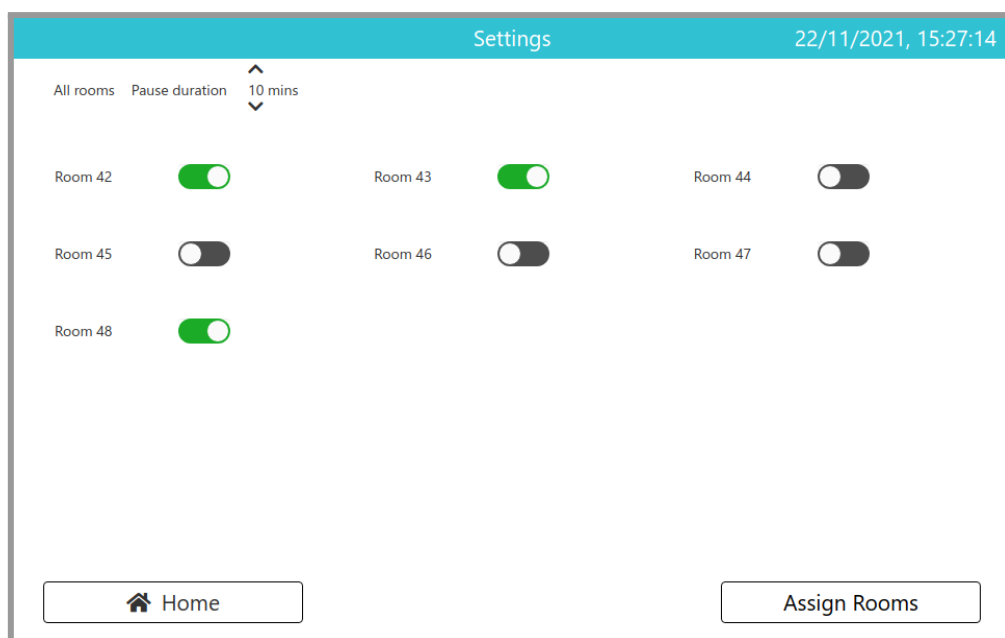 Settings 22/11/2021, 15:27:14
All rooms Pause duration 10 mins
Room 42 Room 43 Room 44
Room 45 Room 46 Room 47
Room 48
Home Assign Rooms